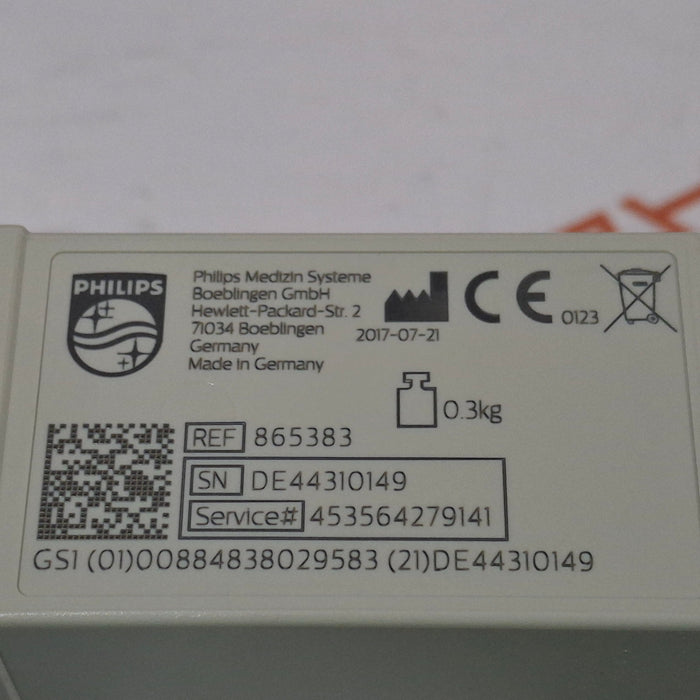 PHILIPS
Philips Medizin Systeme
Boeblingen GmbH
Hewlett-Packard-Str. 2
71034 Boeblingen
Germany
Made in Germany
2017-07-21
CE 0123
0.3kg
REF 865383
SN DE44310149
Service# 453564279141
GS1 (01)00884838029583 (21)DE44310149